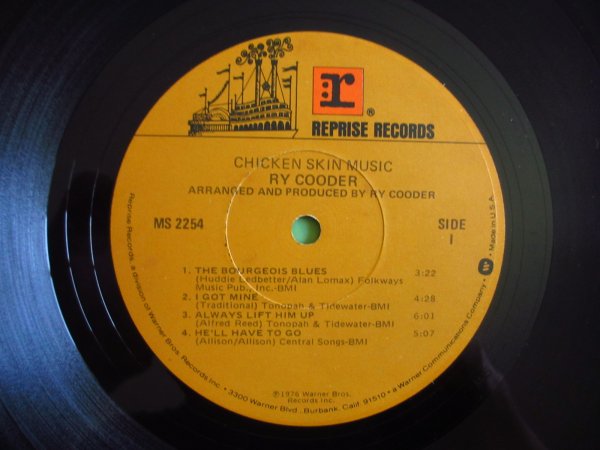 r®
REPRISE RECORDS
CHICKEN SKIN MUSIC
RY COODER
ARRANGED AND PRODUCED BY RY COODER
MS 2254
SIDE
1
1. THE BOURGEOIS BLUES 3:22
(Huddie Ledbetter/Alan Lomax) Folkways
Music Pub., Inc.-BMI
2. I GOT MINE 4:28
(Traditional) Tonopah & Tidewater-BMI
3. ALWAYS LIFT HIM UP 6:01
(Alfred Reed) Tonopah & Tidewater-BMI
4. HE'LL HAVE TO GO 5:07
(Allison/Allison) Central Songs-BMI
℗1976 Warner Bros.
Records Inc.
Reprise Records, a division of Warner Bros. Records Inc. • 3300 Warner Blvd., Burbank, Calif. 91510 • a Warner Communications Company • W • Made in U.S.A.